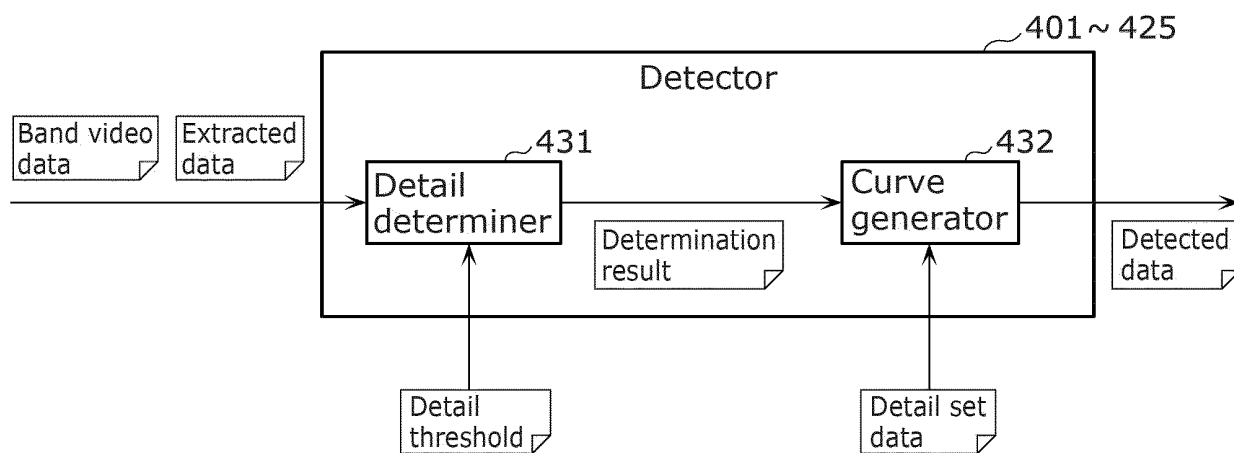 401~425
Detector
Band video
data
Extracted
data
431
Detail
determiner
432
Curve
generator
Determination
result
Detected
data
Detail
threshold
Detail set
data